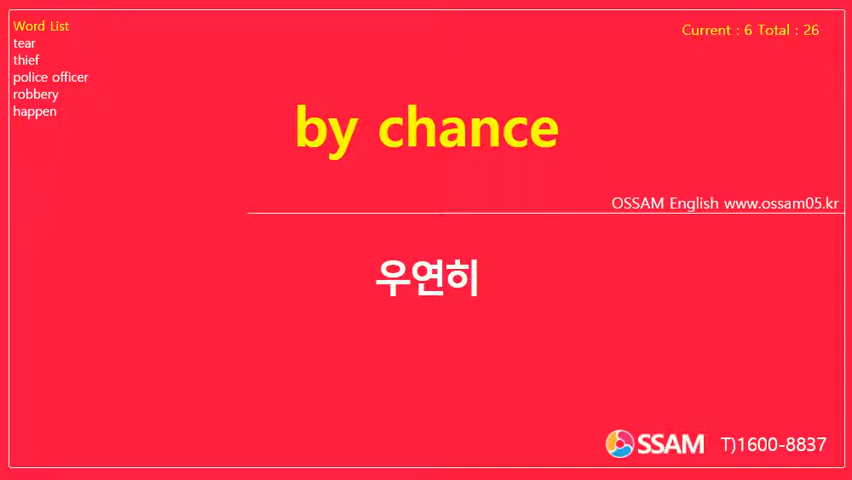 Word List
tear
thief
police officer
robbery
happen
Current : 6 Total : 26
by chance
OSSAM English www.ossam05.kr
우연히
OSSAM T)1600-8837